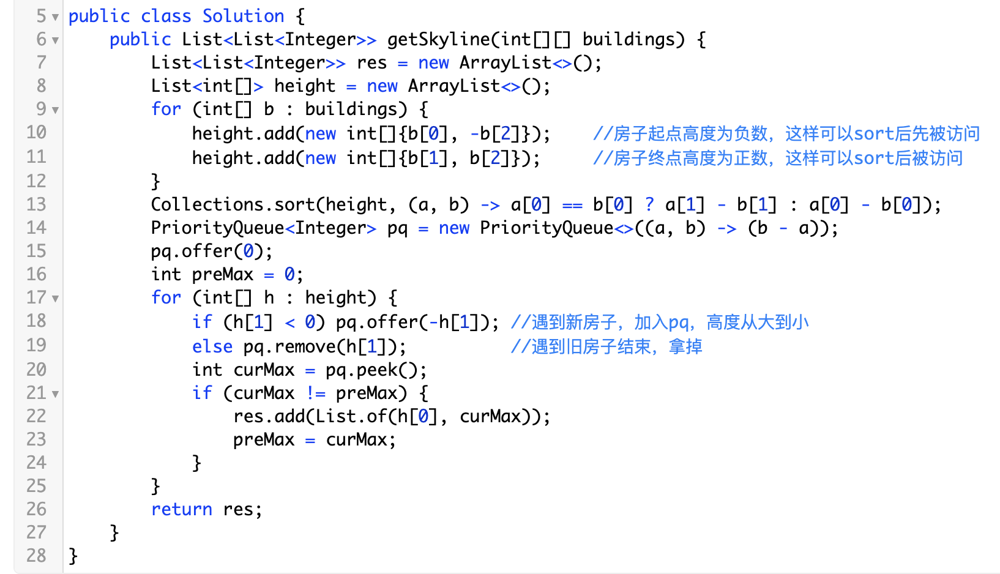 5 public class Solution {
6     public List<List<Integer>> getSkyline(int[][] buildings) {
7         List<List<Integer>> res = new ArrayList<>();
8         List<int[]> height = new ArrayList<>();
9         for (int[] b : buildings) {
10             height.add(new int[]{b[0], -b[2]});    //房子起点高度为负数，这样可以sort后先被访问
11             height.add(new int[]{b[1], b[2]});     //房子终点高度为正数，这样可以sort后被访问
12         }
13         Collections.sort(height, (a, b) -> a[0] == b[0] ? a[1] - b[1] : a[0] - b[0]);
14         PriorityQueue<Integer> pq = new PriorityQueue<>((a, b) -> (b - a));
15         pq.offer(0);
16         int preMax = 0;
17         for (int[] h : height) {
18             if (h[1] < 0) pq.offer(-h[1]); //遇到新房子，加入pq，高度从大到小
19             else pq.remove(h[1]);          //遇到旧房子结束，拿掉
20             int curMax = pq.peek();
21             if (curMax != preMax) {
22                 res.add(List.of(h[0], curMax));
23                 preMax = curMax;
24             }
25         }
26         return res;
27     }
28 }